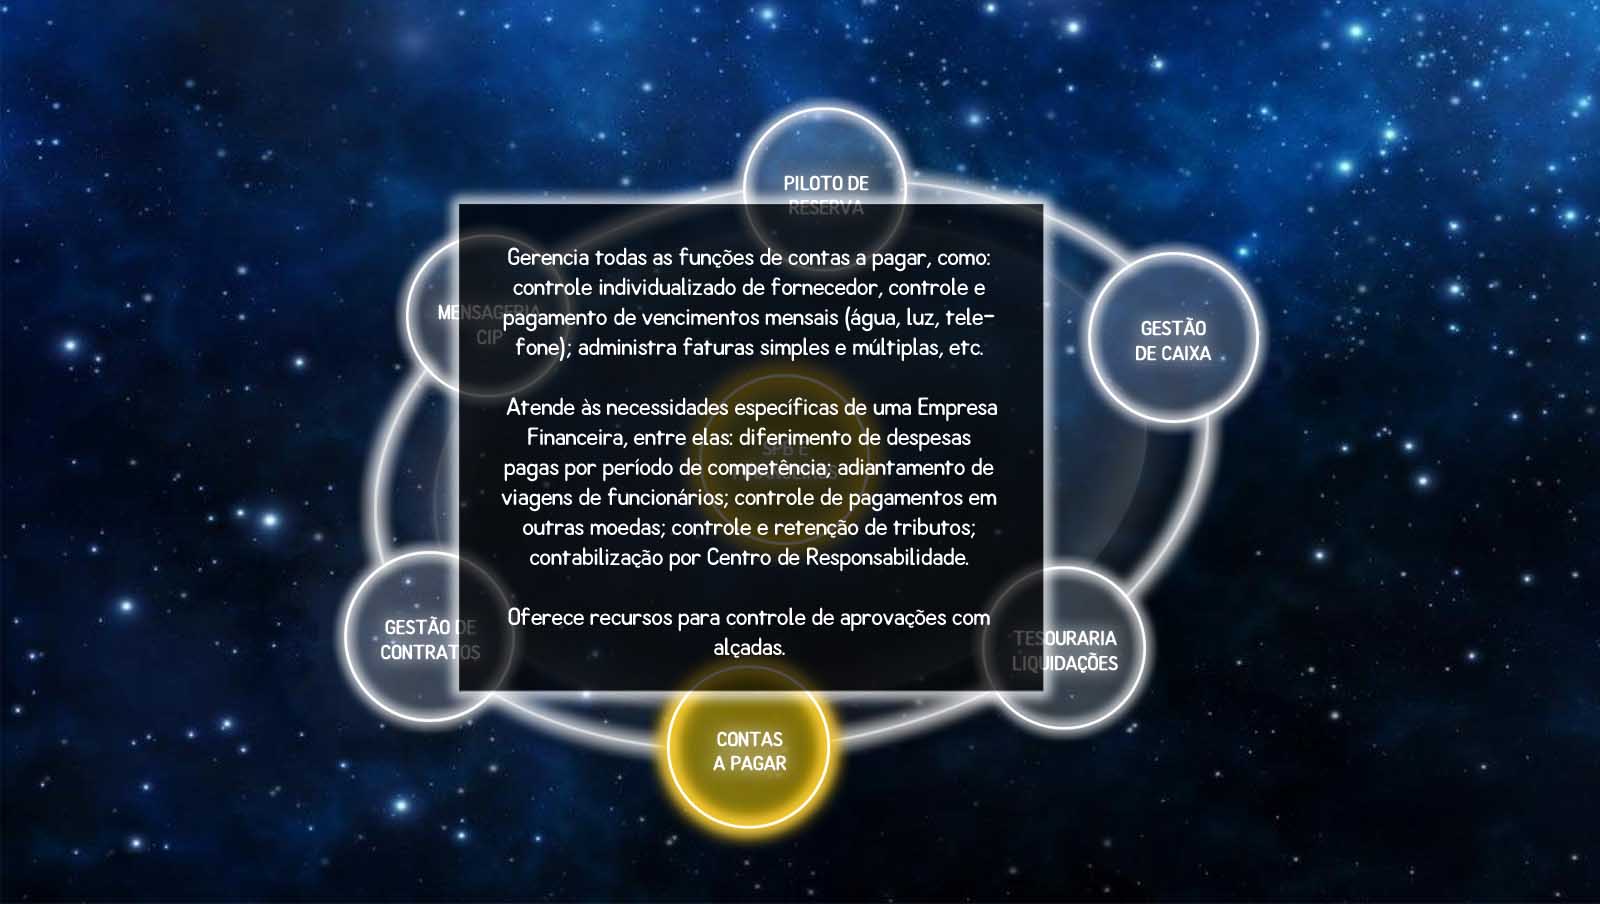 PILOTO DE
RESERVA
Gerencia todas as funções de contas a pagar, como:
controle individualizado de fornecedor, controle e
pagamento de vencimentos mensais (água, luz, tele-
fone); administra faturas simples e múltiplas, etc.
Atende às necessidades específicas de uma Empresa
Financeira, entre elas: diferimento de despesas
pagas por período de competência; adiantamento de
viagens de funcionários; controle de pagamentos em
outras moedas; controle e retenção de tributos;
contabilização por Centro de Responsabilidade.
Oferece recursos para controle de aprovações com
alçadas.
MENSAGERIA
CIP
GESTÃO
DE CAIXA
SPB E
GESTÃO DE
CONTRATOS
TESOURARIA
LIQUIDAÇÕES
CONTAS
A PAGAR